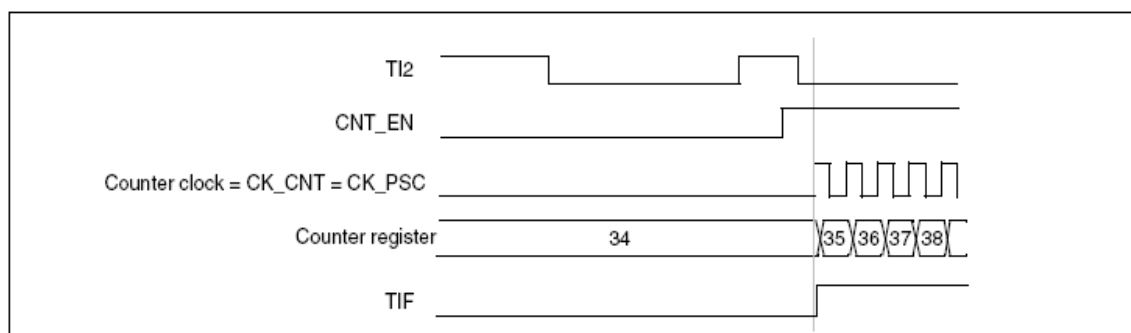 TI2
CNT_EN
Counter clock = CK_CNT = CK_PSC
Counter register 34 35 36 37 38
TIF